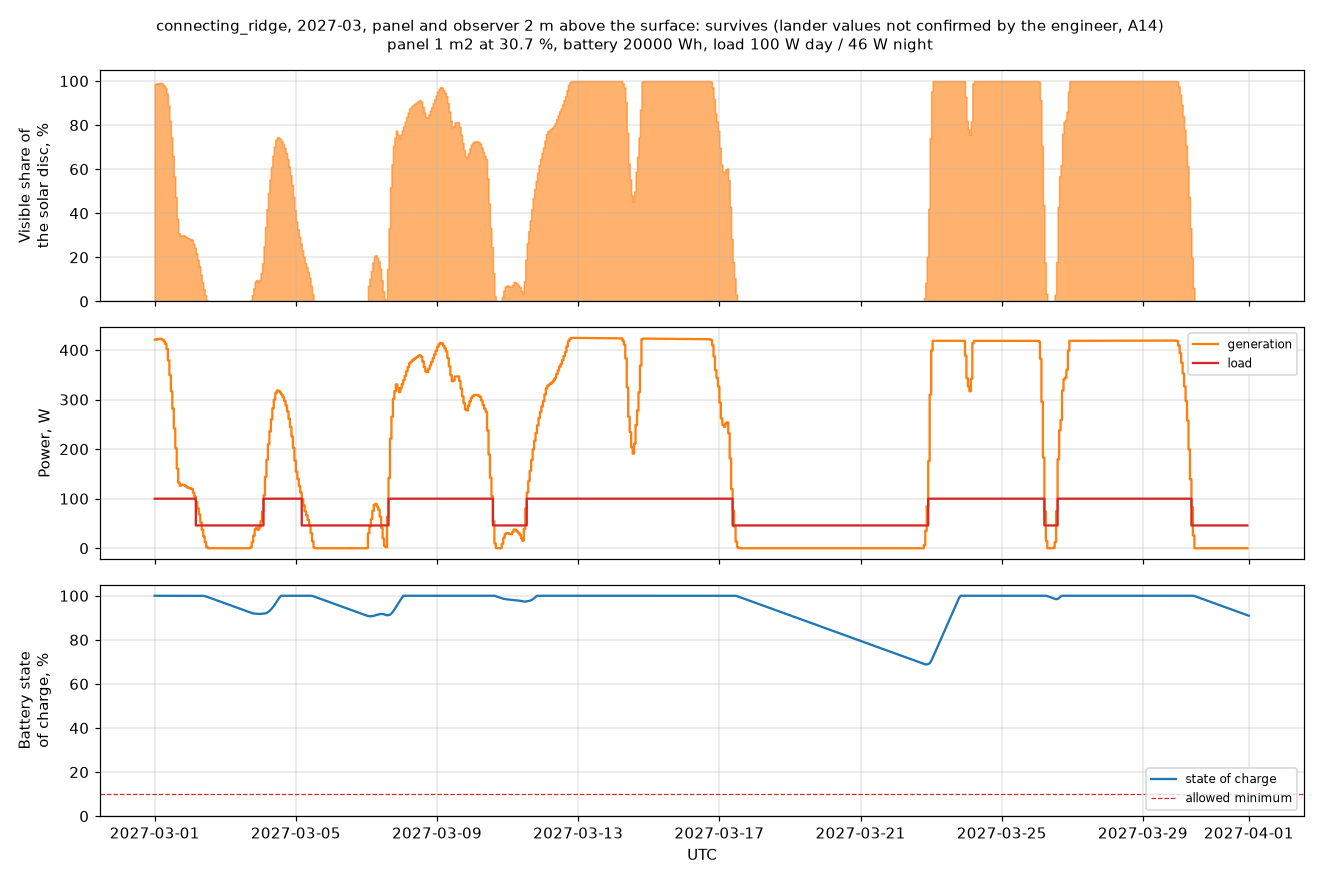 connecting_ridge, 2027-03, panel and observer 2 m above the surface: survives (lander values not confirmed by the engineer, A14)
panel 1 m2 at 30.7 %, battery 20000 Wh, load 100 W day / 46 W night
Visible share of
the solar disc, %
100
80
60
40
20
0
Power, W
400
300
200
100
0
generation
load
Battery state
of charge, %
100
80
60
40
20
0
state of charge
allowed minimum
2027-03-01
2027-03-05
2027-03-09
2027-03-13
2027-03-17
2027-03-21
2027-03-25
2027-03-29
2027-04-01
UTC